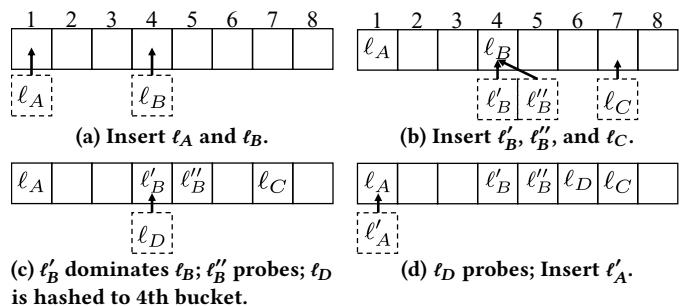 1 2 3 4 5 6 7 8
ℓA ℓB
(a) Insert ℓA and ℓB.
1 2 3 4 5 6 7 8
ℓA ℓB
ℓ′B ℓ″B ℓC
(b) Insert ℓ′B, ℓ″B, and ℓC.
ℓA ℓ′B ℓ″B ℓC
ℓD
(c) ℓ′B dominates ℓB; ℓ″B probes; ℓD
is hashed to 4th bucket.
ℓA ℓ′B ℓ″B ℓD ℓC
ℓ′A
(d) ℓD probes; Insert ℓ′A.